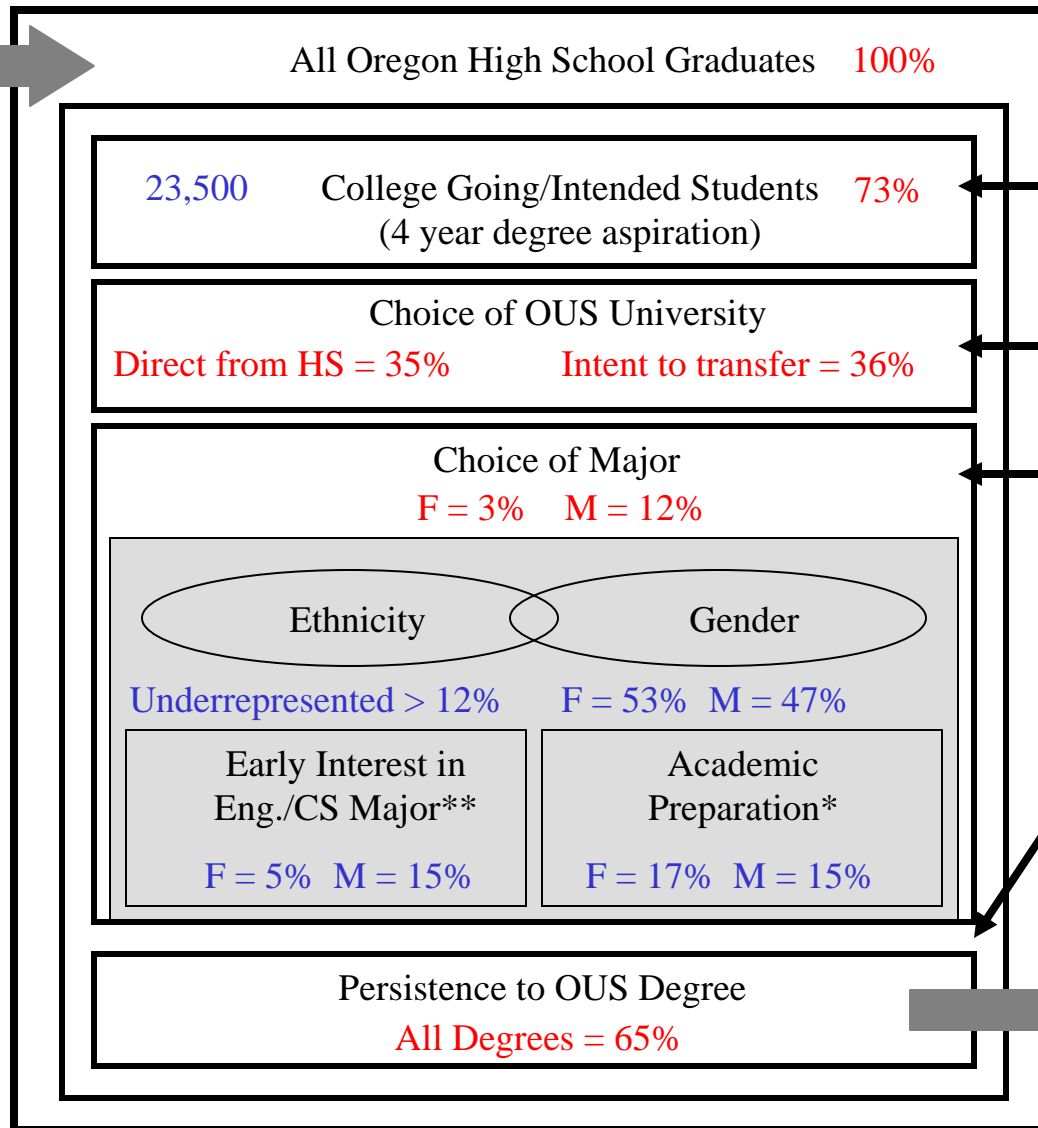 All Oregon High School Graduates 100%
23,500 College Going/Intended Students 73%
(4 year degree aspiration)
Choice of OUS University
Direct from HS = 35% Intent to transfer = 36%
Choice of Major
F = 3% M = 12%
Ethnicity Gender
Underrepresented > 12% F = 53% M = 47%
Early Interest in
Eng./CS Major**
F = 5% M = 15%
Academic
Preparation*
F = 17% M = 15%
Persistence to OUS Degree
All Degrees = 65%